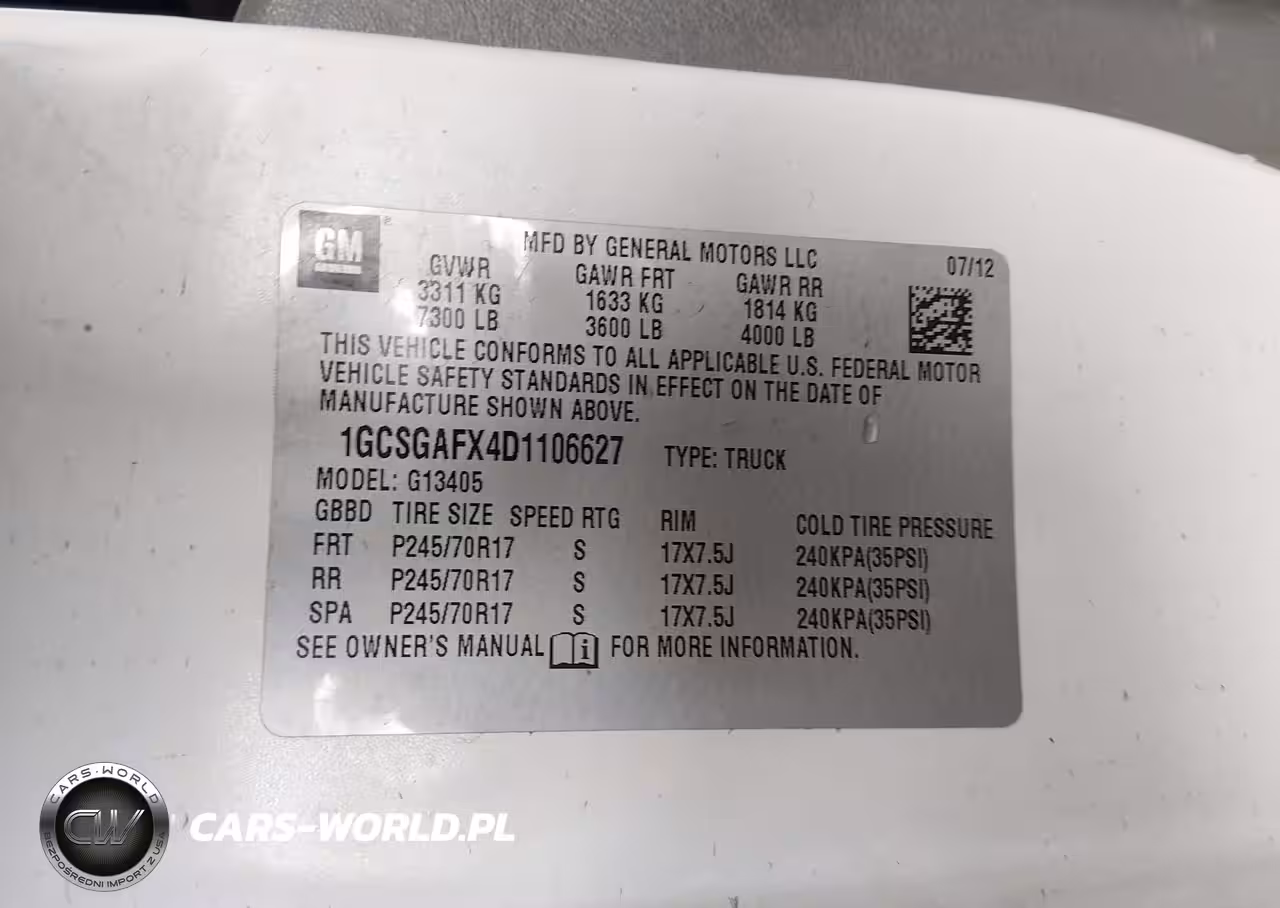 GM
MFD BY GENERAL MOTORS LLC 07/12
GVWR GAWR FRT GAWR RR
3311 KG 1633 KG 1814 KG
7300 LB 3600 LB 4000 LB
THIS VEHICLE CONFORMS TO ALL APPLICABLE U.S. FEDERAL MOTOR
VEHICLE SAFETY STANDARDS IN EFFECT ON THE DATE OF
MANUFACTURE SHOWN ABOVE.
1GCSGAFX4D1106627 TYPE: TRUCK
MODEL: G13405
GBBD TIRE SIZE SPEED RTG RIM COLD TIRE PRESSURE
FRT P245/70R17 S 17X7.5J 240KPA(35PSI)
RR P245/70R17 S 17X7.5J 240KPA(35PSI)
SPA P245/70R17 S 17X7.5J 240KPA(35PSI)
SEE OWNER'S MANUAL FOR MORE INFORMATION.
CARS-WORLD
CW
BEZPOŚREDNI IMPORT Z USA
CARS-WORLD.PL